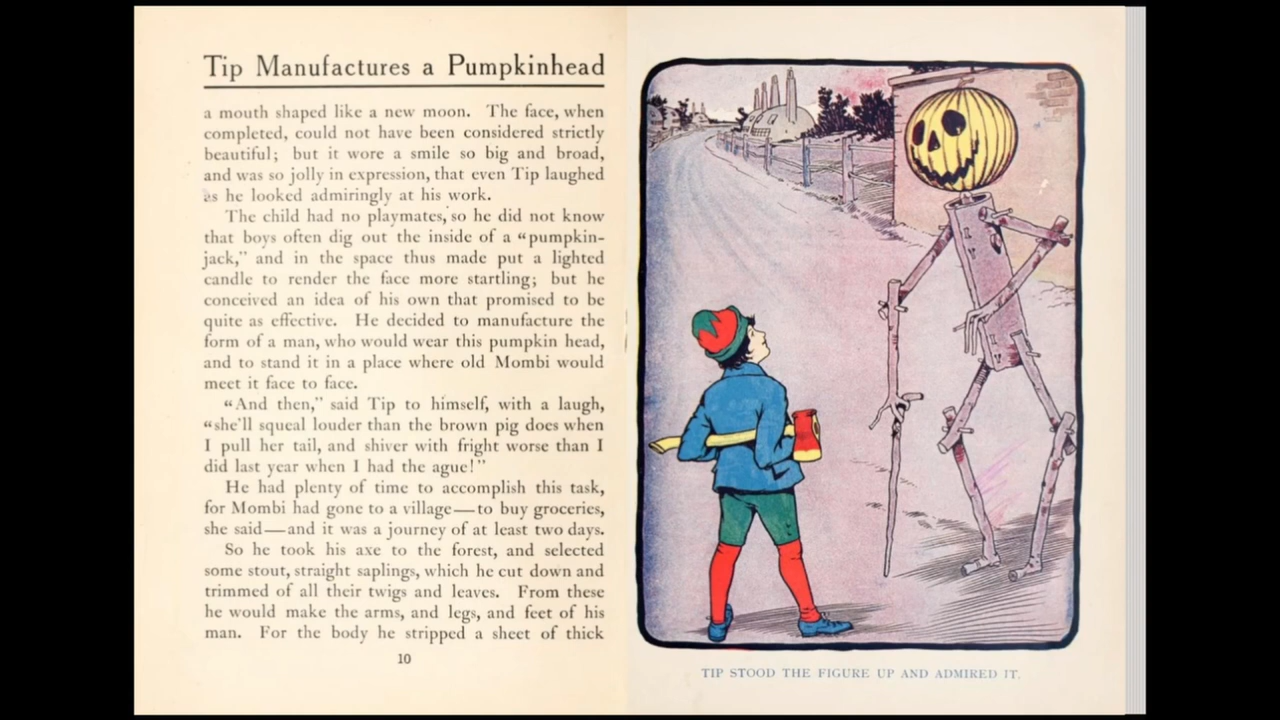 Tip Manufactures a Pumpkinhead
a mouth shaped like a new moon. The face, when
completed, could not have been considered strictly
beautiful; but it wore a smile so big and broad,
and was so jolly in expression, that even Tip laughed
as he looked admiringly at his work.
The child had no playmates, so he did not know
that boys often dig out the inside of a “pumpkin-
jack,” and in the space thus made put a lighted
candle to render the face more startling; but he
conceived an idea of his own that promised to be
quite as effective. He decided to manufacture the
form of a man, who would wear this pumpkin head,
and to stand it in a place where old Mombi would
meet it face to face.
“And then,” said Tip to himself, with a laugh,
“she’ll squeal louder than the brown pig does when
I pull her tail, and shiver with fright worse than I
did last year when I had the ague!”
He had plenty of time to accomplish this task,
for Mombi had gone to a village—to buy groceries,
she said—and it was a journey of at least two days.
So he took his axe to the forest, and selected
some stout, straight saplings, which he cut down and
trimmed of all their twigs and leaves. From these
he would make the arms, and legs, and feet of his
man. For the body he stripped a sheet of thick
10
TIP STOOD THE FIGURE UP AND ADMIRED IT.